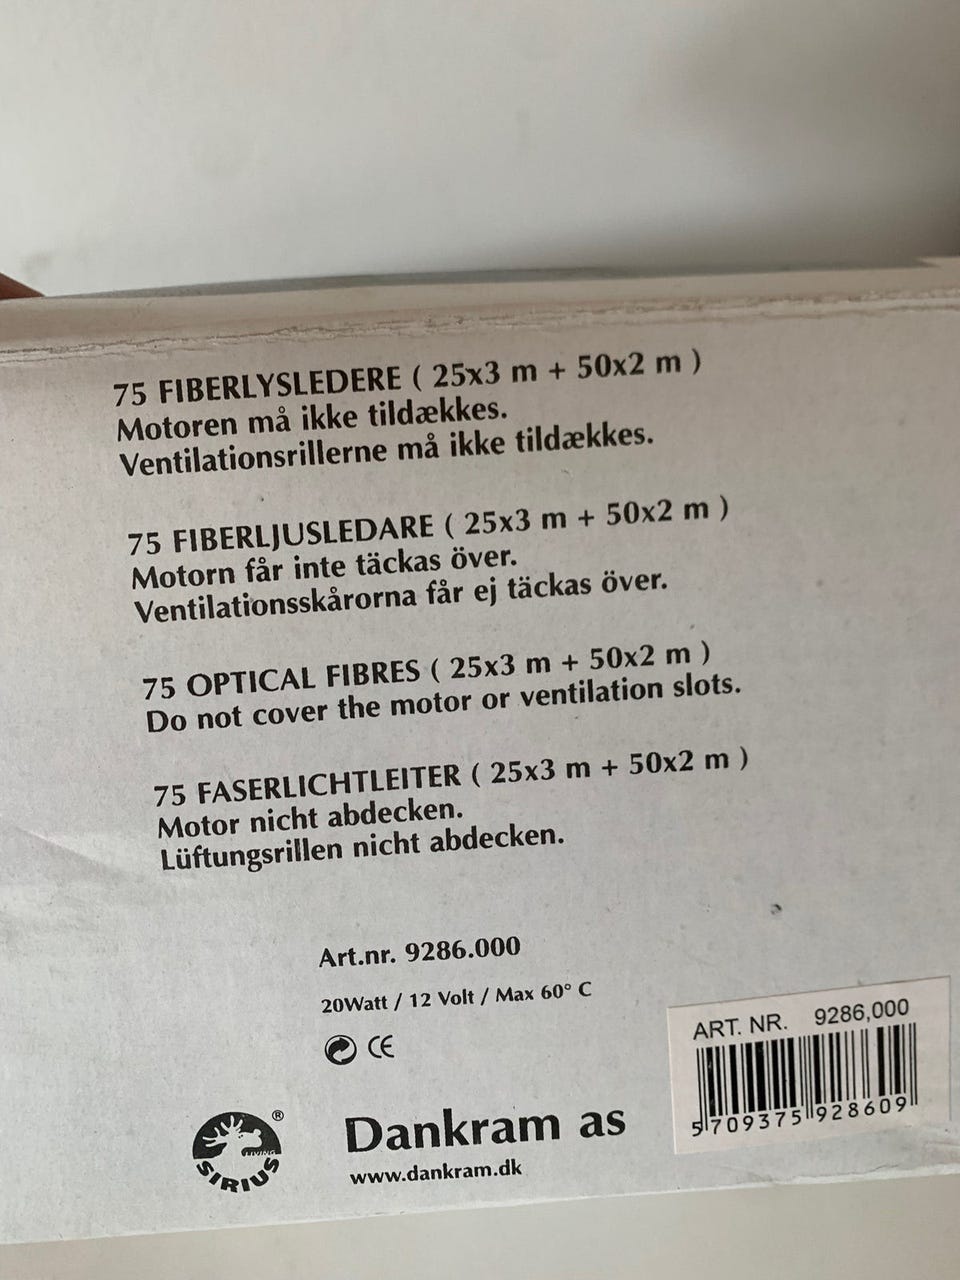 75 FIBERLYSLEDERE ( 25x3 m + 50x2 m )
Motoren må ikke tildækkes.
Ventilationsrillerne må ikke tildækkes.
75 FIBERLJUSLEDARE ( 25x3 m + 50x2 m )
Motorn får inte täckas över.
Ventilationsskårorna får ej täckas över.
75 OPTICAL FIBRES ( 25x3 m + 50x2 m )
Do not cover the motor or ventilation slots.
75 FASERLICHTLEITER ( 25x3 m + 50x2 m )
Motor nicht abdecken.
Lüftungsrillen nicht abdecken.
Art.nr. 9286.000
20Watt / 12 Volt / Max 60° C
CE
ART. NR. 9286,000
5 709375 928609
®
LIVING
SIRIUS
Dankram as
www.dankram.dk